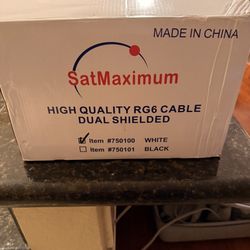 MADE IN CHINA
SatMaximum
HIGH QUALITY RG6 CABLE
DUAL SHIELDED
Item #750100 WHITE
Item #750101 BLACK